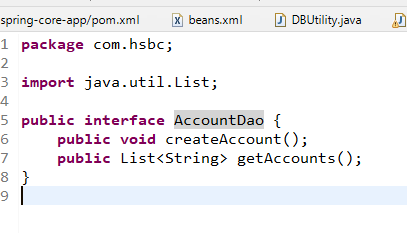 spring-core-app/pom.xml beans.xml DBUtility.java
1 package com.hsbc;
2
3 import java.util.List;
4
5 public interface AccountDao {
6 public void createAccount();
7 public List<String> getAccounts();
8 }
9